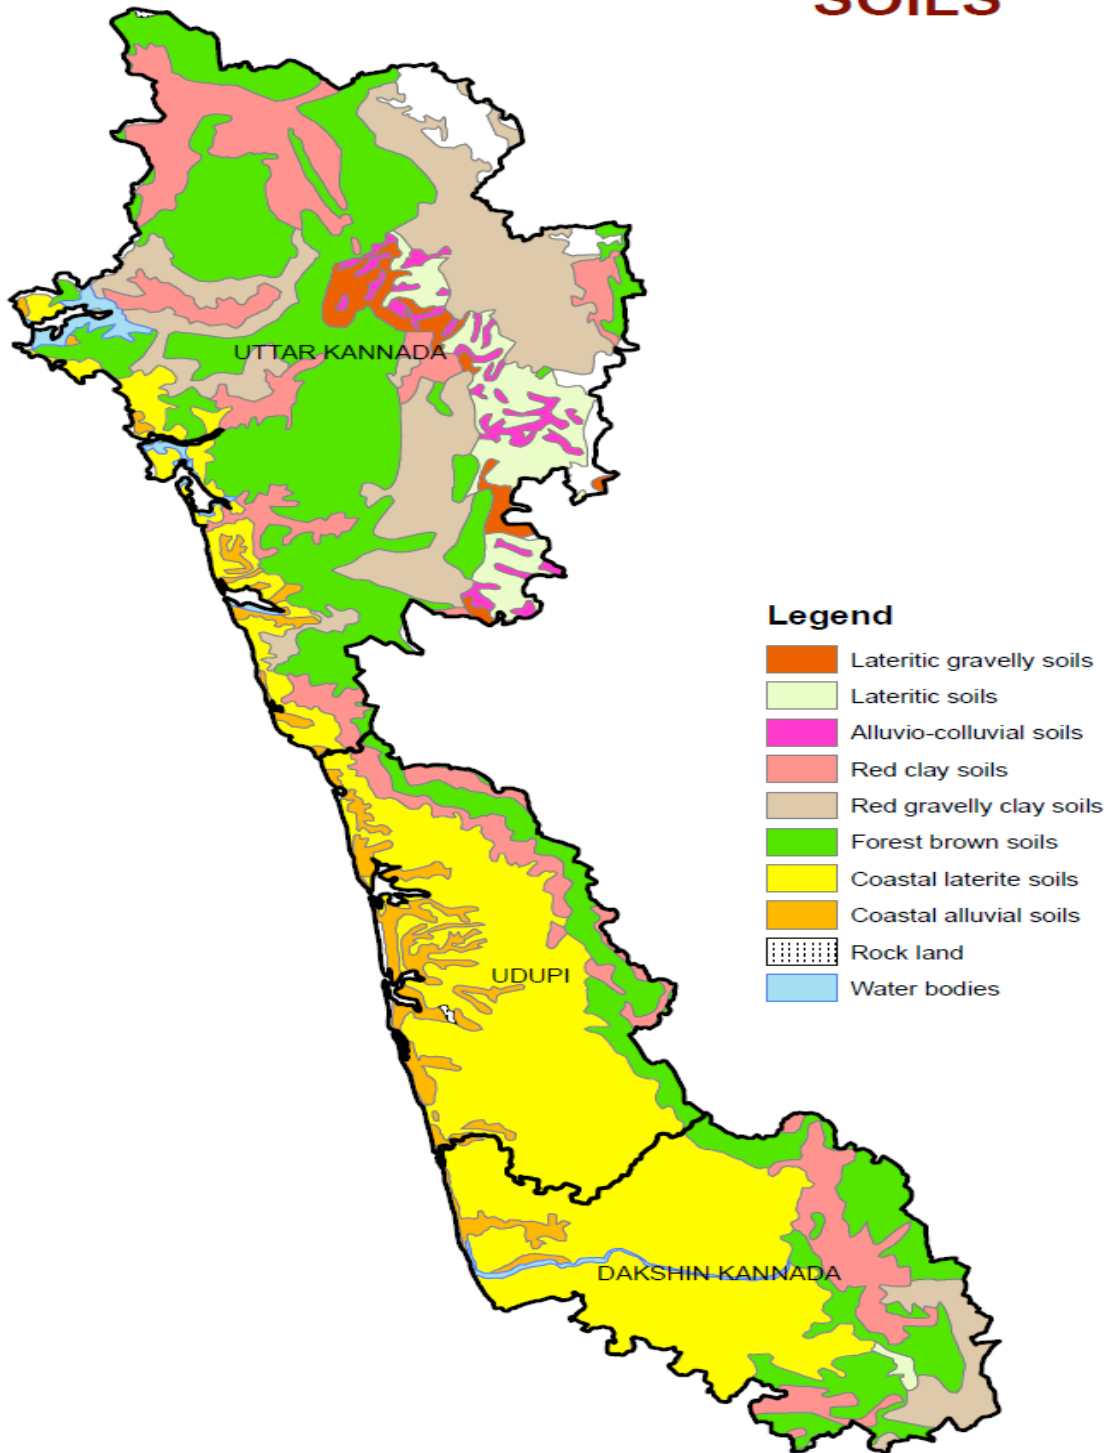 SOILS
UTTAR KANNADA
Legend
Lateritic gravelly soils
Lateritic soils
Alluvio-colluvial soils
Red clay soils
Red gravelly clay soils
Forest brown soils
Coastal laterite soils
Coastal alluvial soils
Rock land
UDUPI
Water bodies
DAKSHIN KANNADA